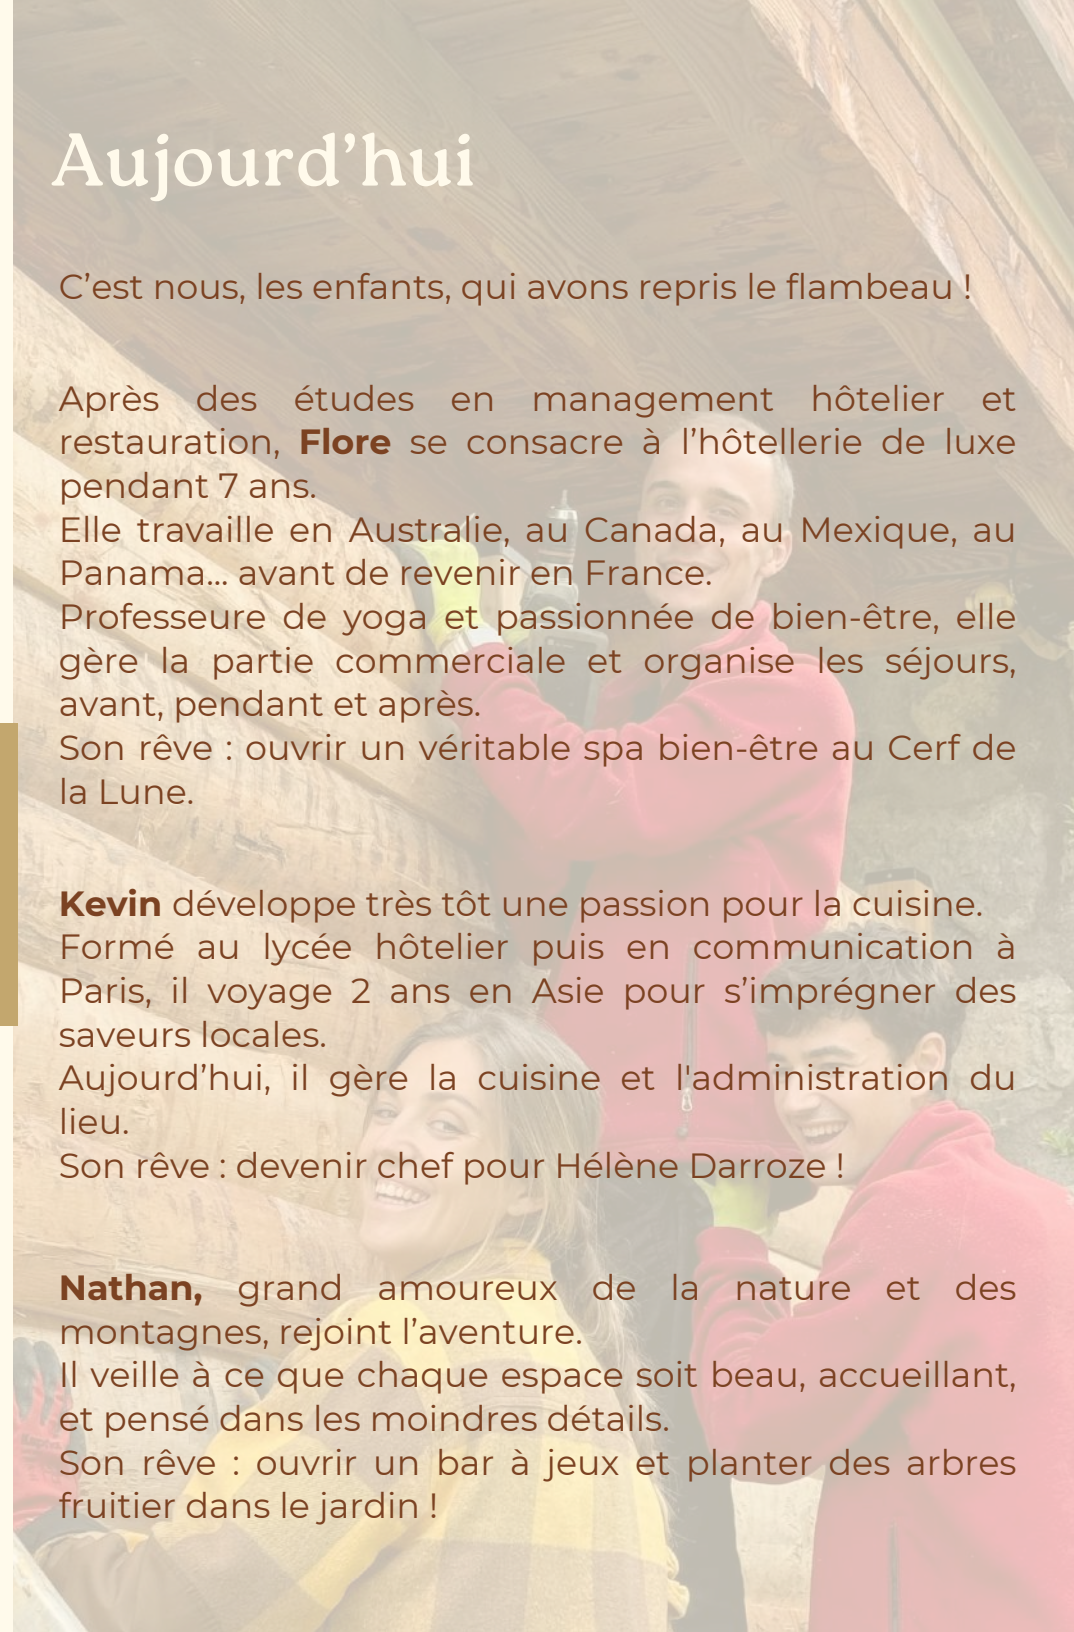 Aujourd’hui
C’est nous, les enfants, qui avons repris le flambeau !
Après des études en management hôtelier et
restauration, Flore se consacre à l’hôtellerie de luxe
pendant 7 ans.
Elle travaille en Australie, au Canada, au Mexique, au
Panama... avant de revenir en France.
Professeure de yoga et passionnée de bien-être, elle
gère la partie commerciale et organise les séjours,
avant, pendant et après.
Son rêve : ouvrir un véritable spa bien-être au Cerf de
la Lune.
Kevin développe très tôt une passion pour la cuisine.
Formé au lycée hôtelier puis en communication à
Paris, il voyage 2 ans en Asie pour s’imprégner des
saveurs locales.
Aujourd’hui, il gère la cuisine et l'administration du
lieu.
Son rêve : devenir chef pour Hélène Darroze !
Nathan, grand amoureux de la nature et des
montagnes, rejoint l’aventure.
Il veille à ce que chaque espace soit beau, accueillant,
et pensé dans les moindres détails.
Son rêve : ouvrir un bar à jeux et planter des arbres
fruitier dans le jardin !